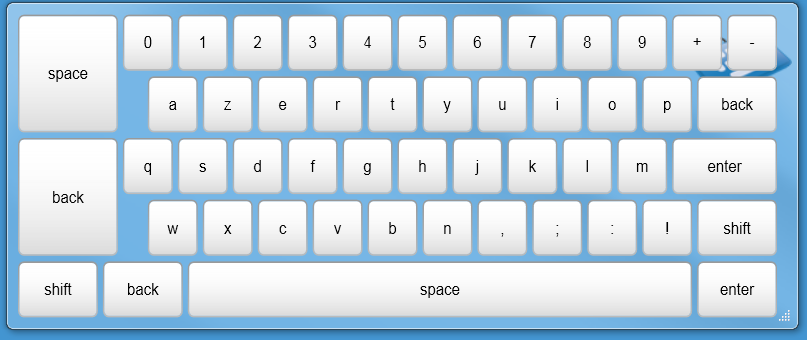 space 0 1 2 3 4 5 6 7 8 9 + -
a z e r t y u i o p back
back q s d f g h j k l m enter
w x c v b n , ; : ! shift
shift back space enter